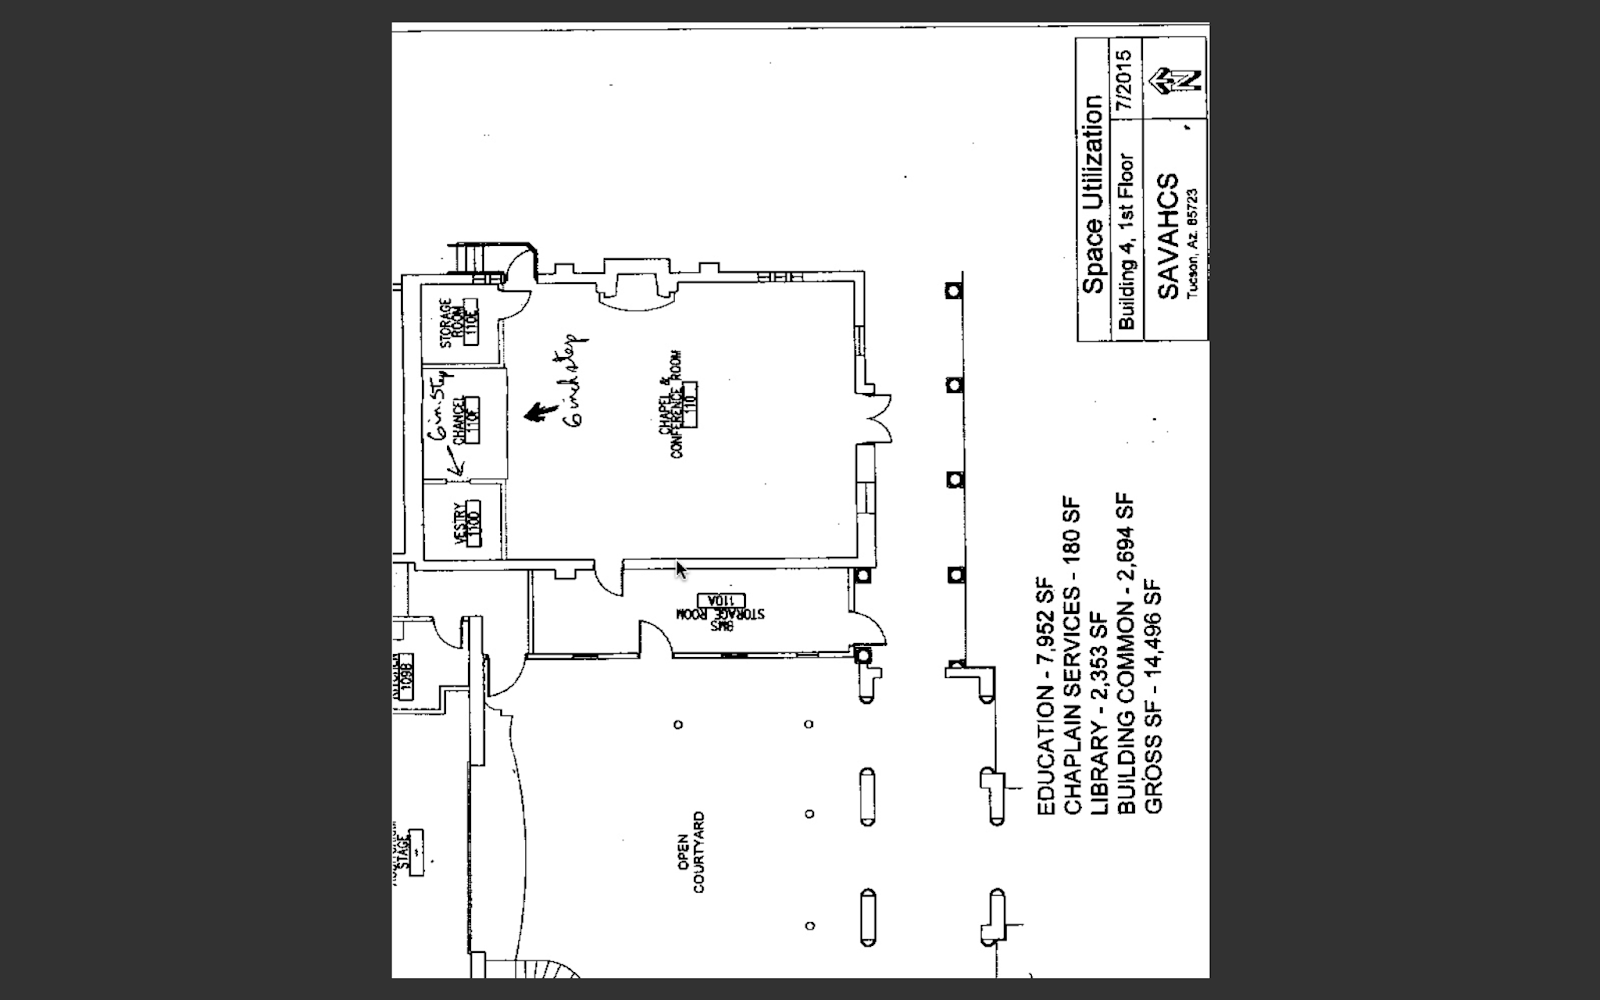 Space Utilization
Building 4, 1st Floor
7/2015
SAVAHCS
Tucson, Az. 85723
N
STORAGE
ROOM
110E
6 in step
CHANCEL
110F
6 inch step
VESTRY
110D
CHAPEL &
CONFERENCE ROOM
110
STORAGE ROOM
110A
109B
STAGE
OPEN
COURTYARD
EDUCATION - 7,952 SF
CHAPLAIN SERVICES - 180 SF
LIBRARY - 2,353 SF
BUILDING COMMON - 2,694 SF
GROSS SF - 14,496 SF